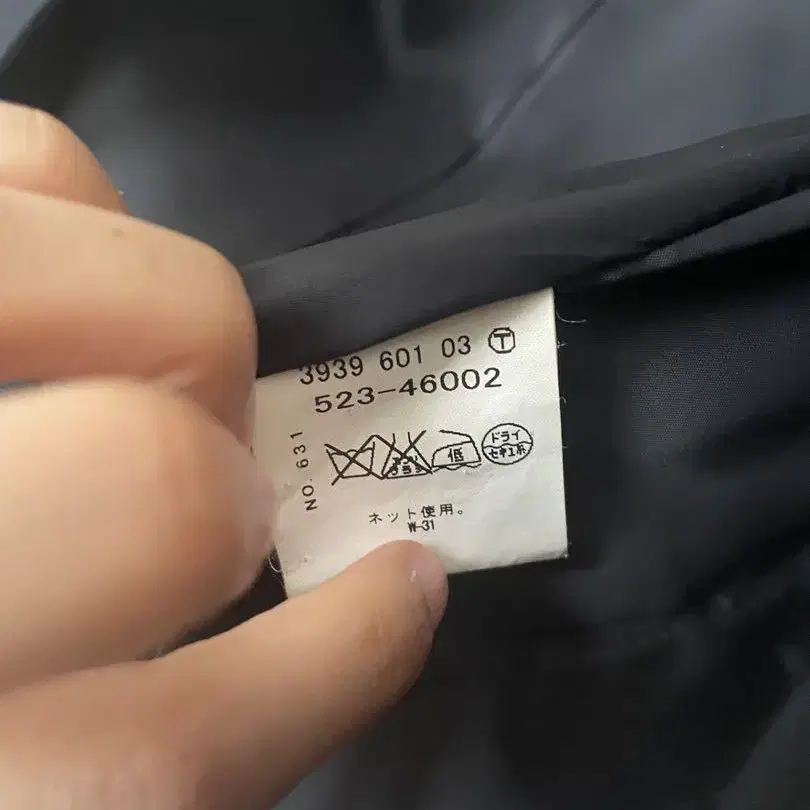 3939 601 03 Ⓣ
523-46002
NO. 631
低
ドライ
セキユ系
ネット使用。
W-31